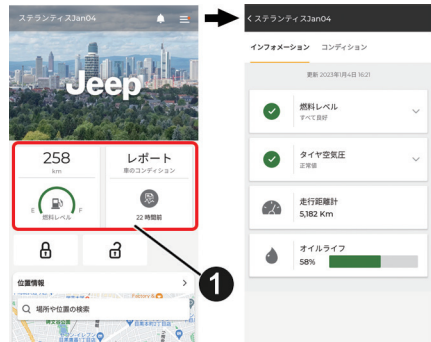 ステランティスJan04
Jeep
258
km
E
F
燃料レベル
レポート
車のコンディション
22 時間前
位置情報
場所や位置の検索
1
ステランティスJan04
インフォメーション
コンディション
更新 2023年1月4日 16:21
燃料レベル
すべて良好
タイヤ空気圧
正常値
走行距離計
5,182 Km
オイルライフ
58%